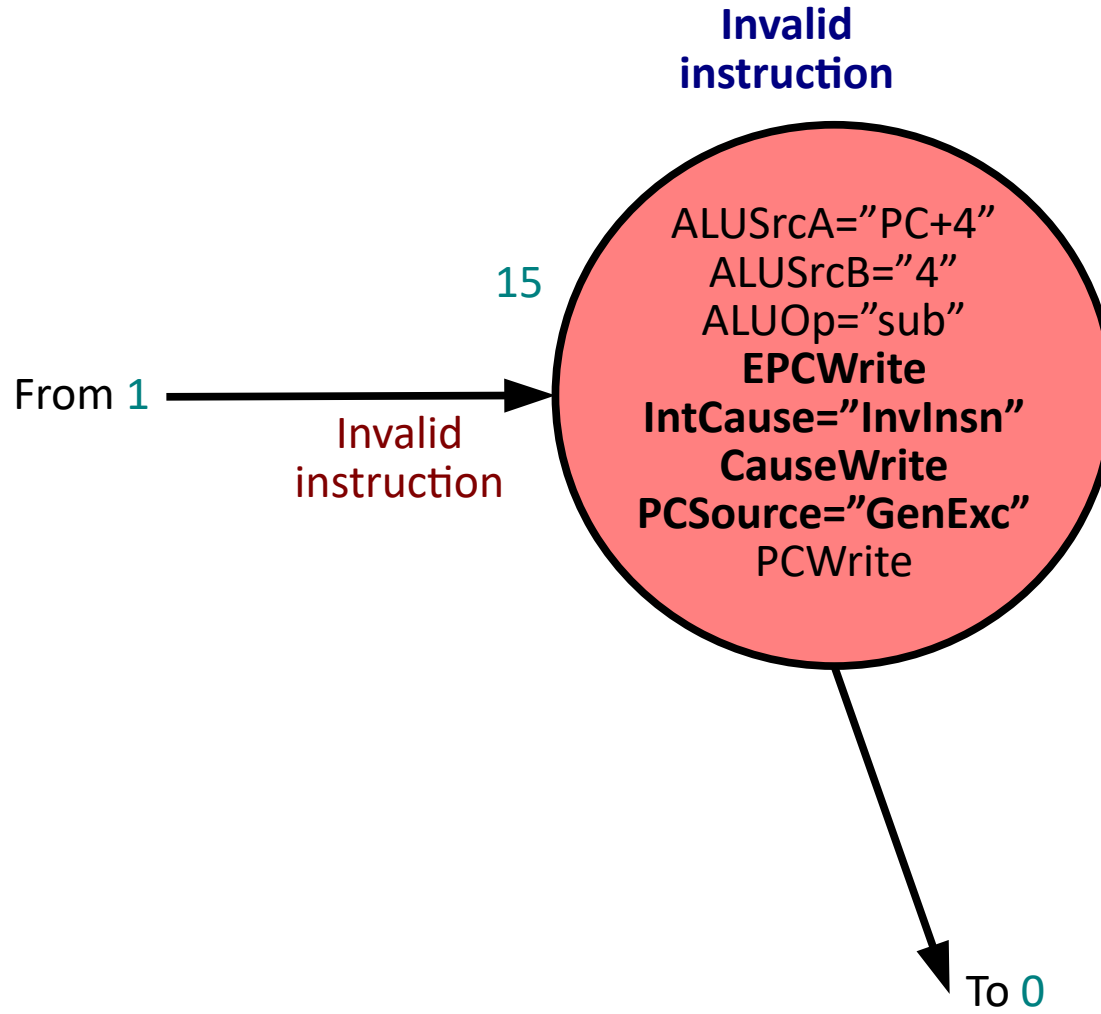 Invalid
instruction
15
ALUSrcA=”PC+4”
ALUSrcB=”4”
ALUOp=”sub”
EPCWrite
IntCause=”InvInsn”
CauseWrite
PCSource=”GenExc”
PCWrite
From 1
Invalid
instruction
To 0